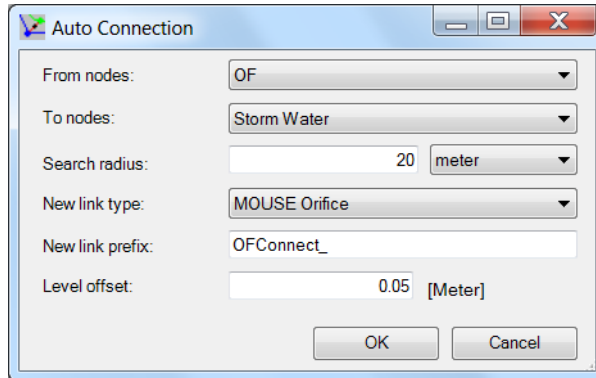 Auto Connection
From nodes: OF
To nodes: Storm Water
Search radius: 20 meter
New link type: MOUSE Orifice
New link prefix: OFConnect_
Level offset: 0.05 [Meter]
OK Cancel